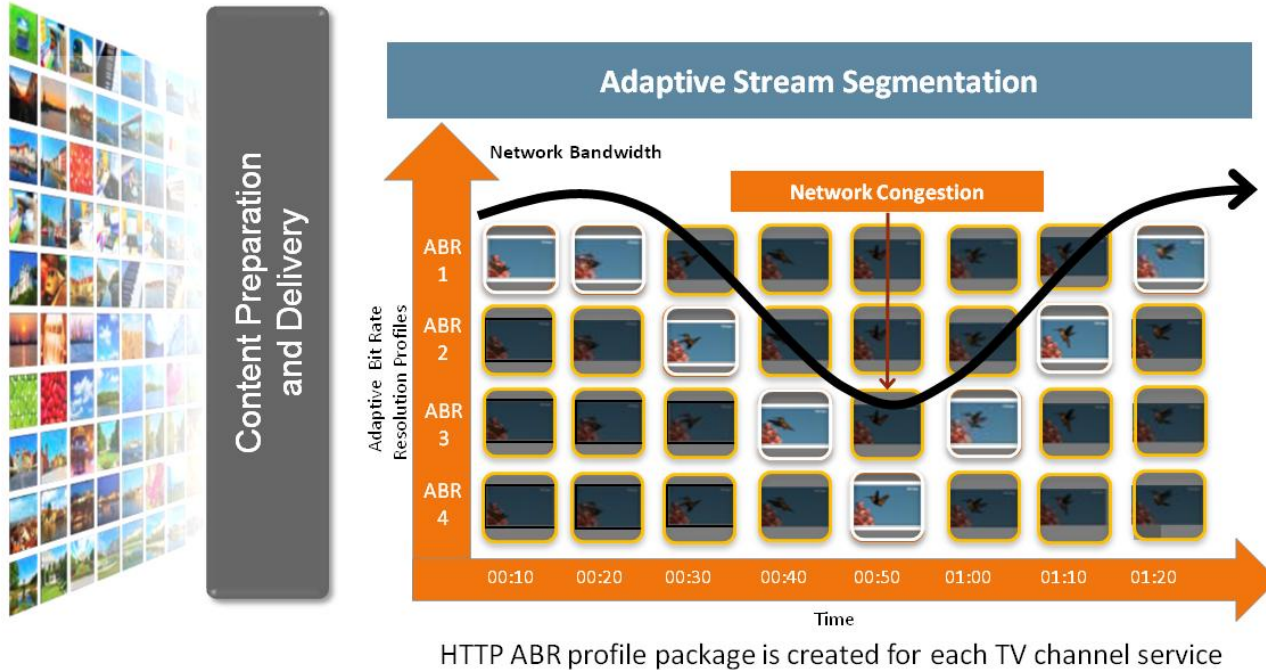 Content Preparation
and Delivery
Adaptive Stream Segmentation
Network Bandwidth
Network Congestion
Adaptive Bit Rate
Resolution Profiles
ABR
1
ABR
2
ABR
3
ABR
4
00:10 00:20 00:30 00:40 00:50 01:00 01:10 01:20
Time
HTTP ABR profile package is created for each TV channel service